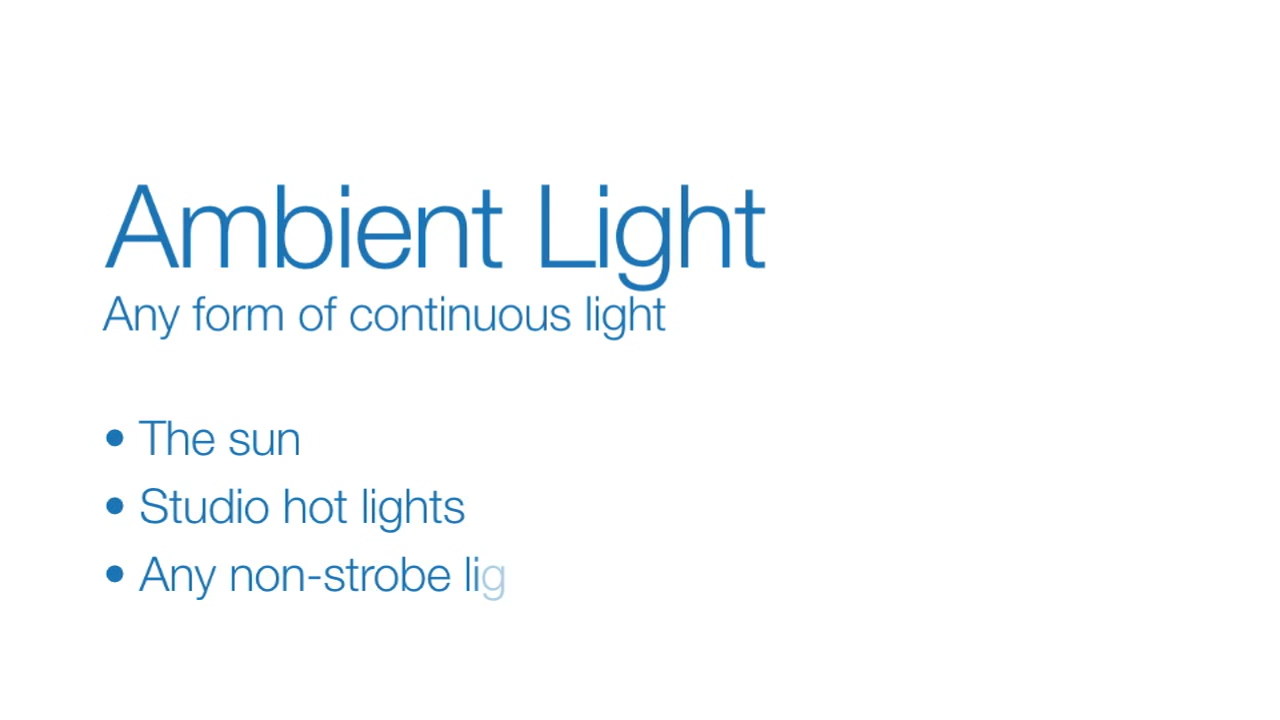 Ambient Light
Any form of continuous light
• The sun
• Studio hot lights
• Any non-strobe lig